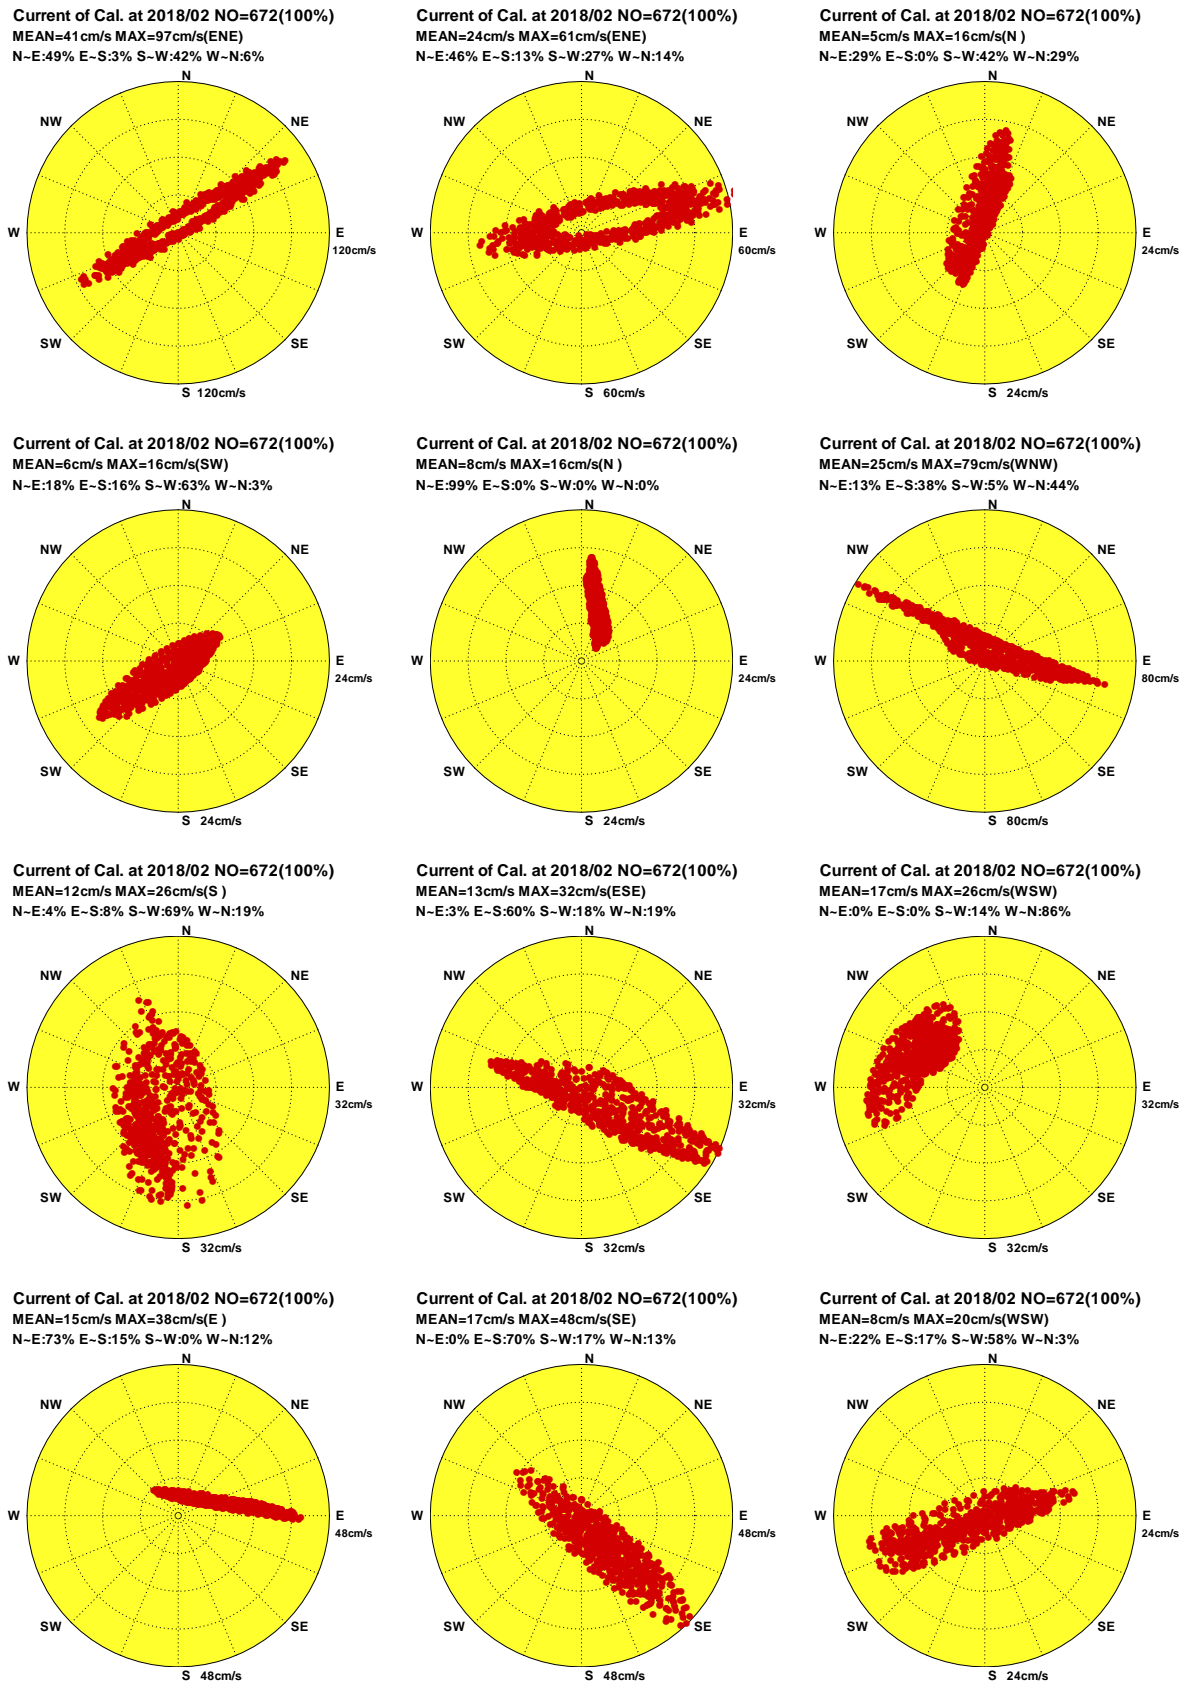 Current of Cal. at 2018/02 NO=672(100%)
MEAN=41cm/s MAX=97cm/s(ENE)
N~E:49% E~S:3% S~W:42% W~N:6%
N
NW
NE
W
E
120cm/s
SW
SE
S 120cm/s
Current of Cal. at 2018/02 NO=672(100%)
MEAN=24cm/s MAX=61cm/s(ENE)
N~E:46% E~S:13% S~W:27% W~N:14%
N
NW
NE
W
E
60cm/s
SW
SE
S 60cm/s
Current of Cal. at 2018/02 NO=672(100%)
MEAN=5cm/s MAX=16cm/s(N )
N~E:29% E~S:0% S~W:42% W~N:29%
N
NW
NE
W
E
24cm/s
SW
SE
S 24cm/s
Current of Cal. at 2018/02 NO=672(100%)
MEAN=6cm/s MAX=16cm/s(SW)
N~E:18% E~S:16% S~W:63% W~N:3%
N
NW
NE
W
E
24cm/s
SW
SE
S 24cm/s
Current of Cal. at 2018/02 NO=672(100%)
MEAN=8cm/s MAX=16cm/s(N )
N~E:99% E~S:0% S~W:0% W~N:0%
N
NW
NE
W
E
24cm/s
SW
SE
S 24cm/s
Current of Cal. at 2018/02 NO=672(100%)
MEAN=25cm/s MAX=79cm/s(WNW)
N~E:13% E~S:38% S~W:5% W~N:44%
N
NW
NE
W
E
80cm/s
SW
SE
S 80cm/s
Current of Cal. at 2018/02 NO=672(100%)
MEAN=12cm/s MAX=26cm/s(S )
N~E:4% E~S:8% S~W:69% W~N:19%
N
NW
NE
W
E
32cm/s
SW
SE
S 32cm/s
Current of Cal. at 2018/02 NO=672(100%)
MEAN=13cm/s MAX=32cm/s(ESE)
N~E:3% E~S:60% S~W:18% W~N:19%
N
NW
NE
W
E
32cm/s
SW
SE
S 32cm/s
Current of Cal. at 2018/02 NO=672(100%)
MEAN=17cm/s MAX=26cm/s(WSW)
N~E:0% E~S:0% S~W:14% W~N:86%
N
NW
NE
W
E
32cm/s
SW
SE
S 32cm/s
Current of Cal. at 2018/02 NO=672(100%)
MEAN=15cm/s MAX=38cm/s(E )
N~E:73% E~S:15% S~W:0% W~N:12%
N
NW
NE
W
E
48cm/s
SW
SE
S 48cm/s
Current of Cal. at 2018/02 NO=672(100%)
MEAN=17cm/s MAX=48cm/s(SE)
N~E:0% E~S:70% S~W:17% W~N:13%
N
NW
NE
W
E
48cm/s
SW
SE
S 48cm/s
Current of Cal. at 2018/02 NO=672(100%)
MEAN=8cm/s MAX=20cm/s(WSW)
N~E:22% E~S:17% S~W:58% W~N:3%
N
NW
NE
W
E
24cm/s
SW
SE
S 24cm/s